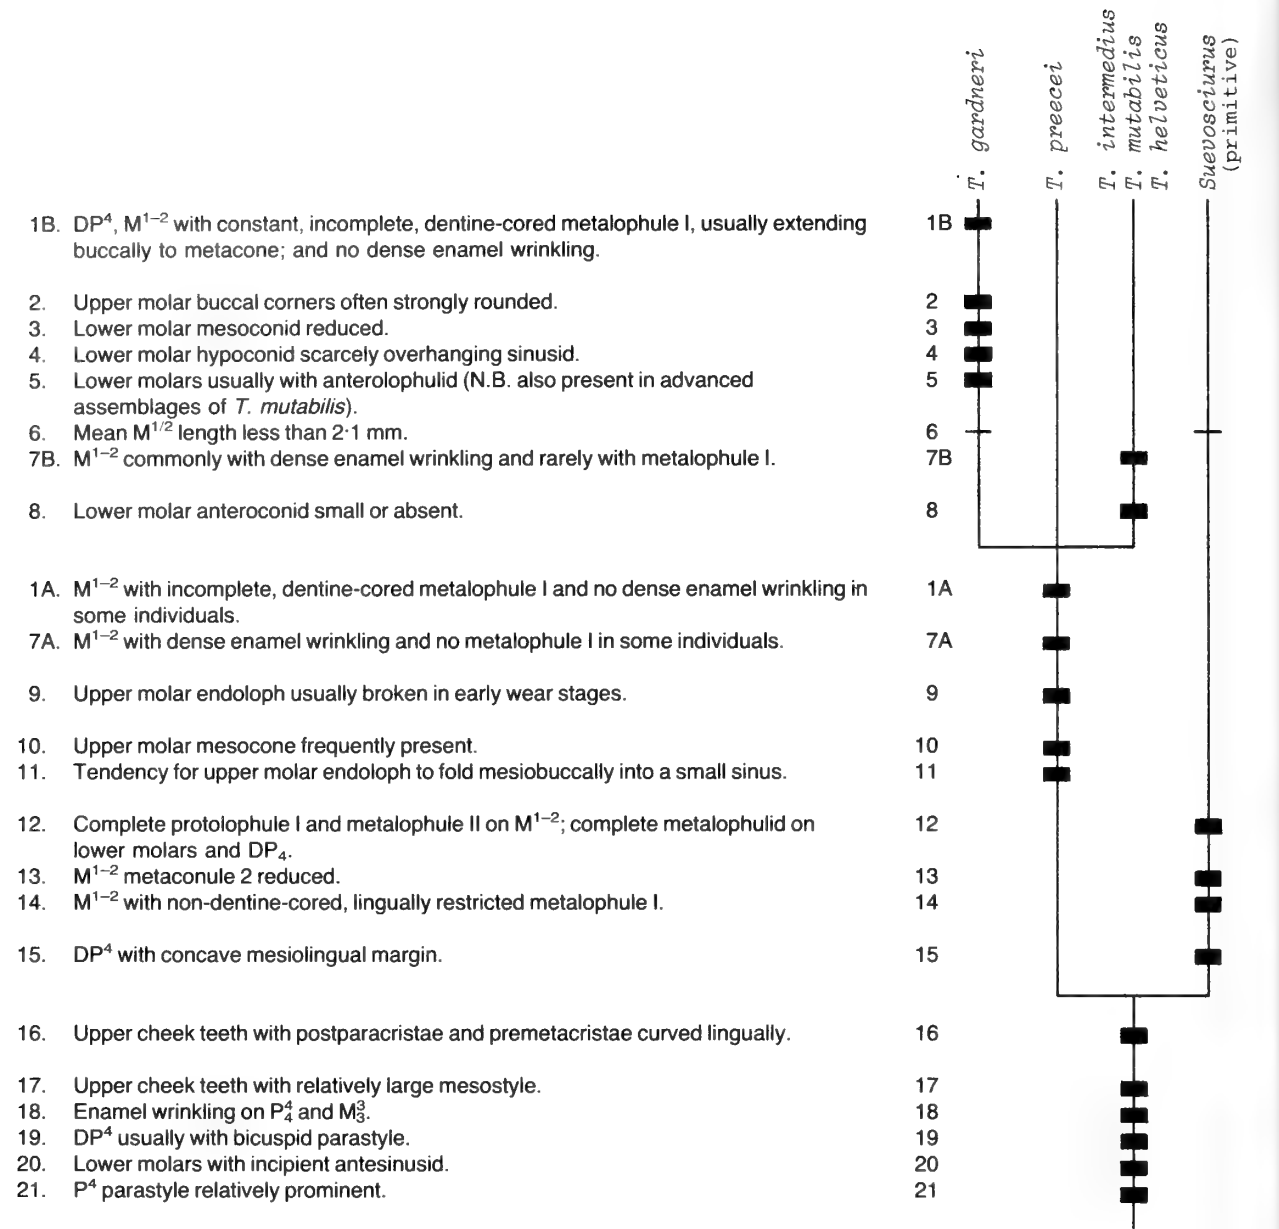 T. gardneri
T. preecei
T. intermedius
T. mutabilis
T. helveticus
Suevosciurus
(primitive)
1B. DP⁴, M¹⁻² with constant, incomplete, dentine-cored metalophule I, usually extending 1B
buccally to metacone; and no dense enamel wrinkling.
2. Upper molar buccal corners often strongly rounded. 2
3. Lower molar mesoconid reduced. 3
4. Lower molar hypoconid scarcely overhanging sinusid. 4
5. Lower molars usually with anterolophulid (N.B. also present in advanced 5
assemblages of T. mutabilis).
6. Mean M¹ᐟ² length less than 2·1 mm. 6
7B. M¹⁻² commonly with dense enamel wrinkling and rarely with metalophule I. 7B
8. Lower molar anteroconid small or absent. 8
1A. M¹⁻² with incomplete, dentine-cored metalophule I and no dense enamel wrinkling in 1A
some individuals.
7A. M¹⁻² with dense enamel wrinkling and no metalophule I in some individuals. 7A
9. Upper molar endoloph usually broken in early wear stages. 9
10. Upper molar mesocone frequently present. 10
11. Tendency for upper molar endoloph to fold mesiobuccally into a small sinus. 11
12. Complete protolophule I and metalophule II on M¹⁻²; complete metalophulid on 12
lower molars and DP₄.
13. M¹⁻² metaconule 2 reduced. 13
14. M¹⁻² with non-dentine-cored, lingually restricted metalophule I. 14
15. DP⁴ with concave mesiolingual margin. 15
16. Upper cheek teeth with postparacristae and premetacristae curved lingually. 16
17. Upper cheek teeth with relatively large mesostyle. 17
18. Enamel wrinkling on P⁴₄ and M³₃. 18
19. DP⁴ usually with bicuspid parastyle. 19
20. Lower molars with incipient antesinusid. 20
21. P⁴ parastyle relatively prominent. 21